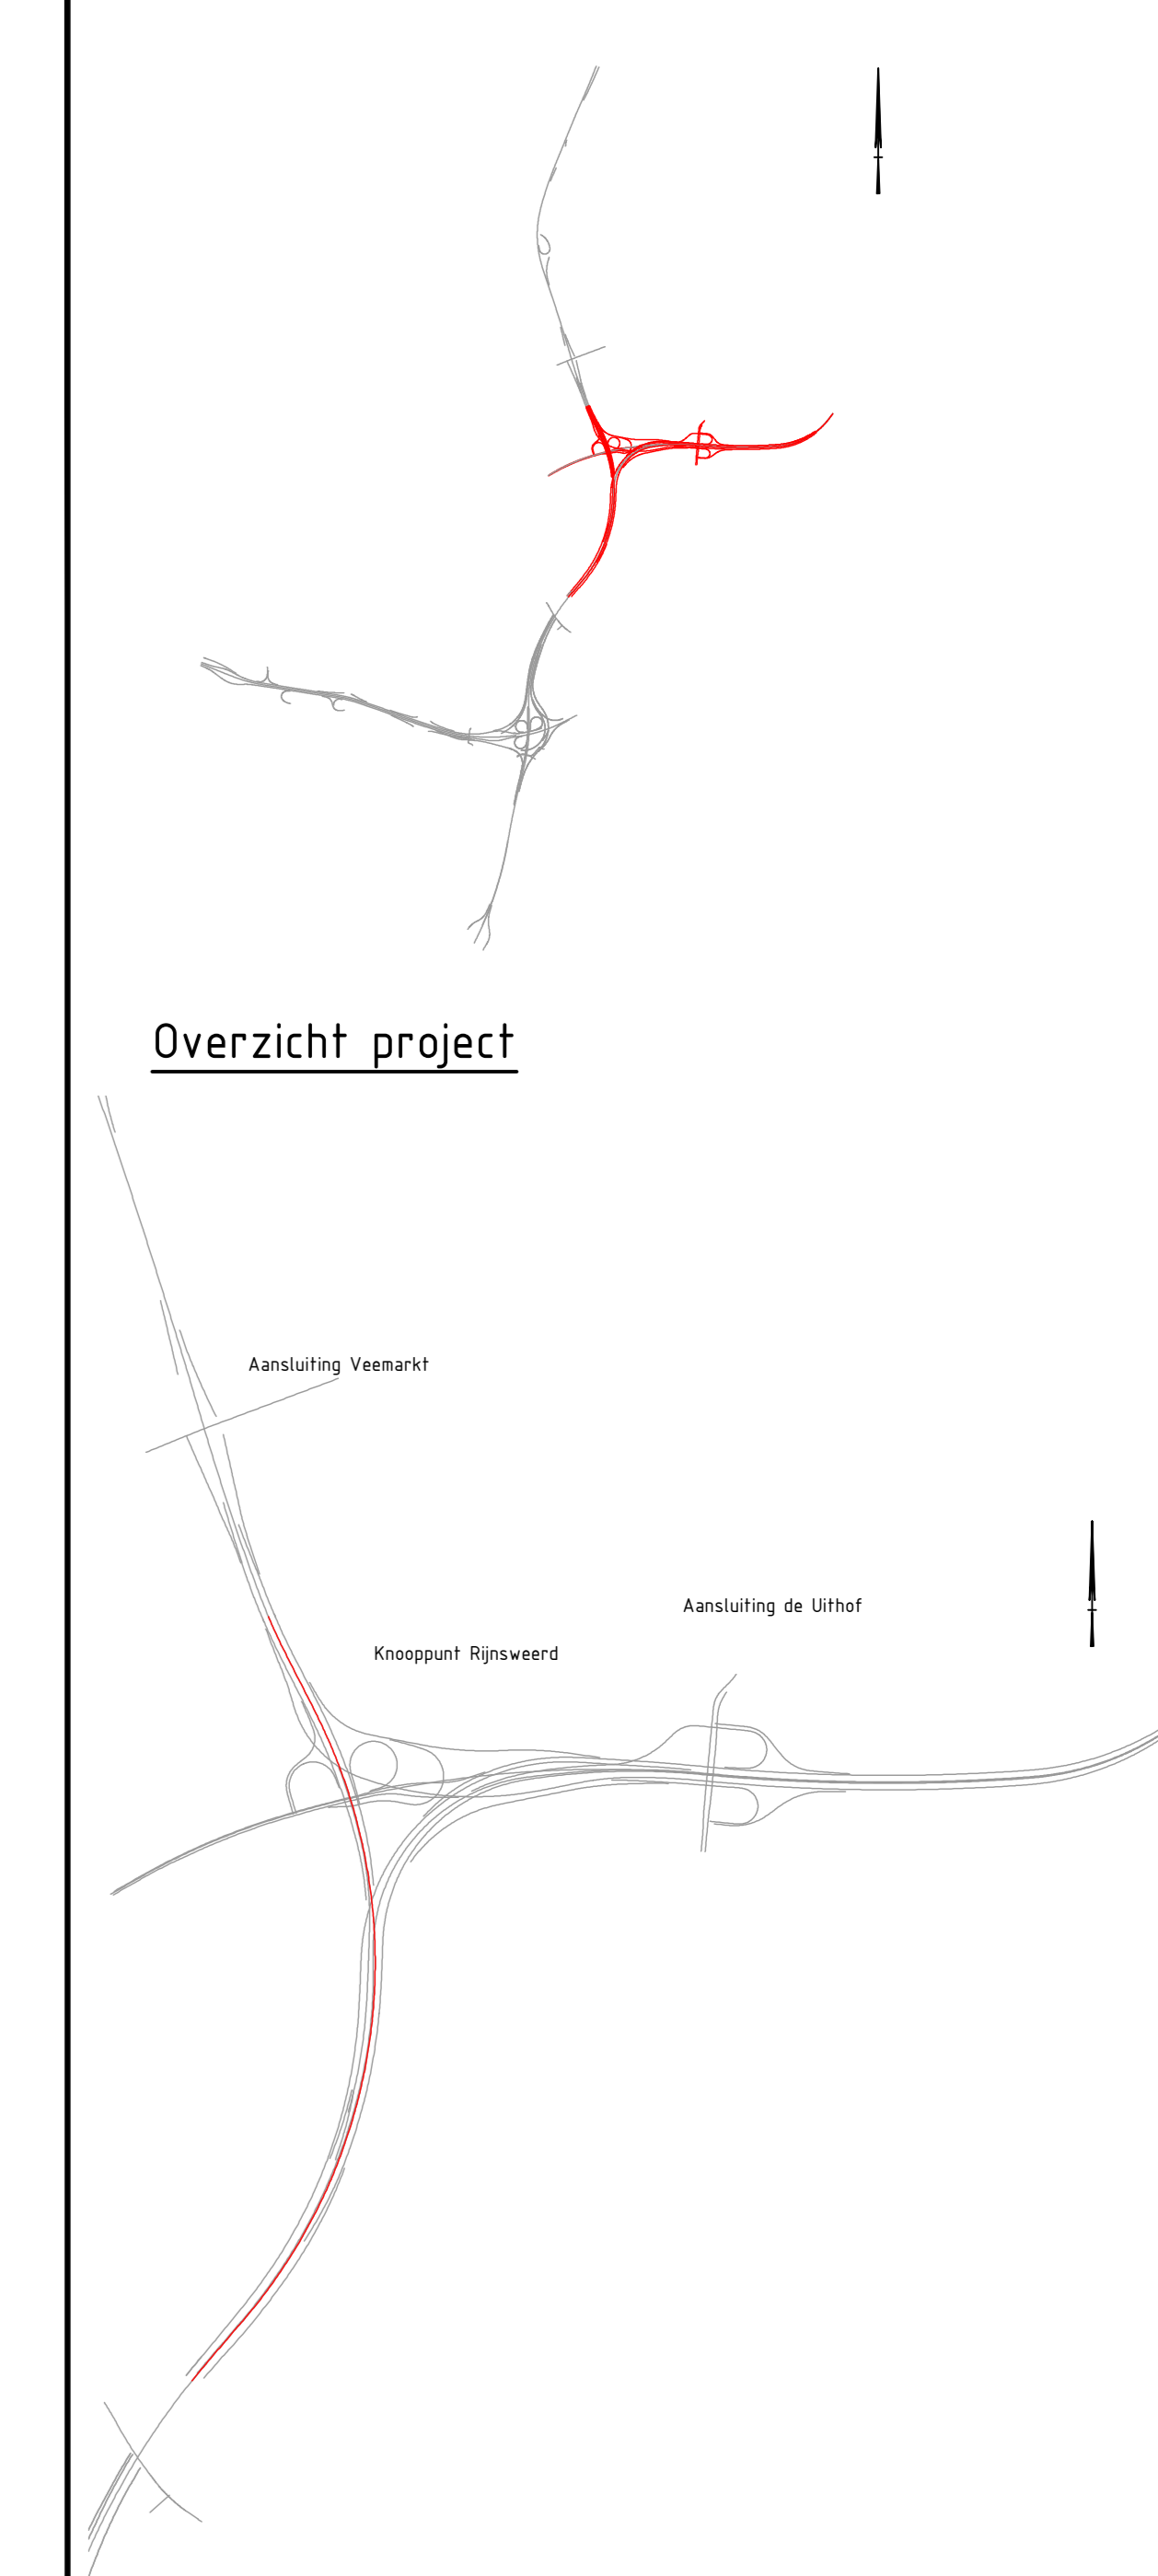 Overzicht project
Aansluiting Veemarkt
Aansluiting de Uithof
Knooppunt Rijnsweerd